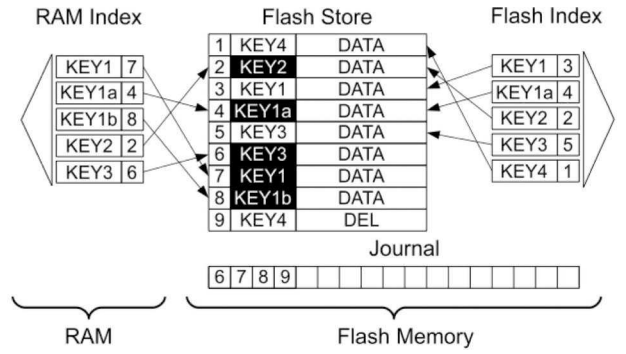 RAM Index Flash Store Flash Index
1 KEY4 DATA
KEY1 7 2 KEY2 DATA KEY1 3
KEY1a 4 3 KEY1 DATA KEY1a 4
KEY1b 8 4 KEY1a DATA KEY2 2
KEY2 2 5 KEY3 DATA KEY3 5
KEY3 6 6 KEY3 DATA KEY4 1
7 KEY1 DATA
8 KEY1b DATA
9 KEY4 DEL
Journal
6 7 8 9
RAM Flash Memory